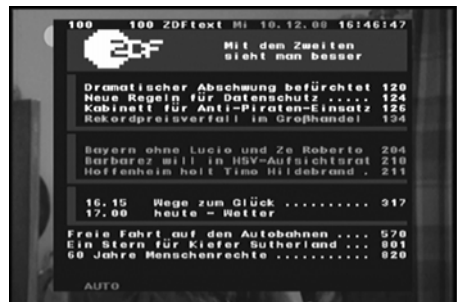 100 100 ZDFtext Mi 10.12.08 16:46:47
ZDF
Mit dem Zweiten
sieht man besser
Dramatischer Abschwung befürchtet 120
Neue Regeln für Datenschutz ..... 124
Kabinett für Anti-Piraten-Einsatz 126
Rekordpreisverfall im Großhandel 134
Bayern ohne Lucio und Ze Roberto 204
Barbarez will in HSV-Aufsichtsrat 210
Hoffenheim holt Timo Hildebrand . 211
16.15 Wege zum Glück .......... 317
17.00 heute - Wetter
Freie Fahrt auf den Autobahnen .... 570
Ein Stern für Kiefer Sutherland ... 801
60 Jahre Menschenrechte ........... 820
AUTO